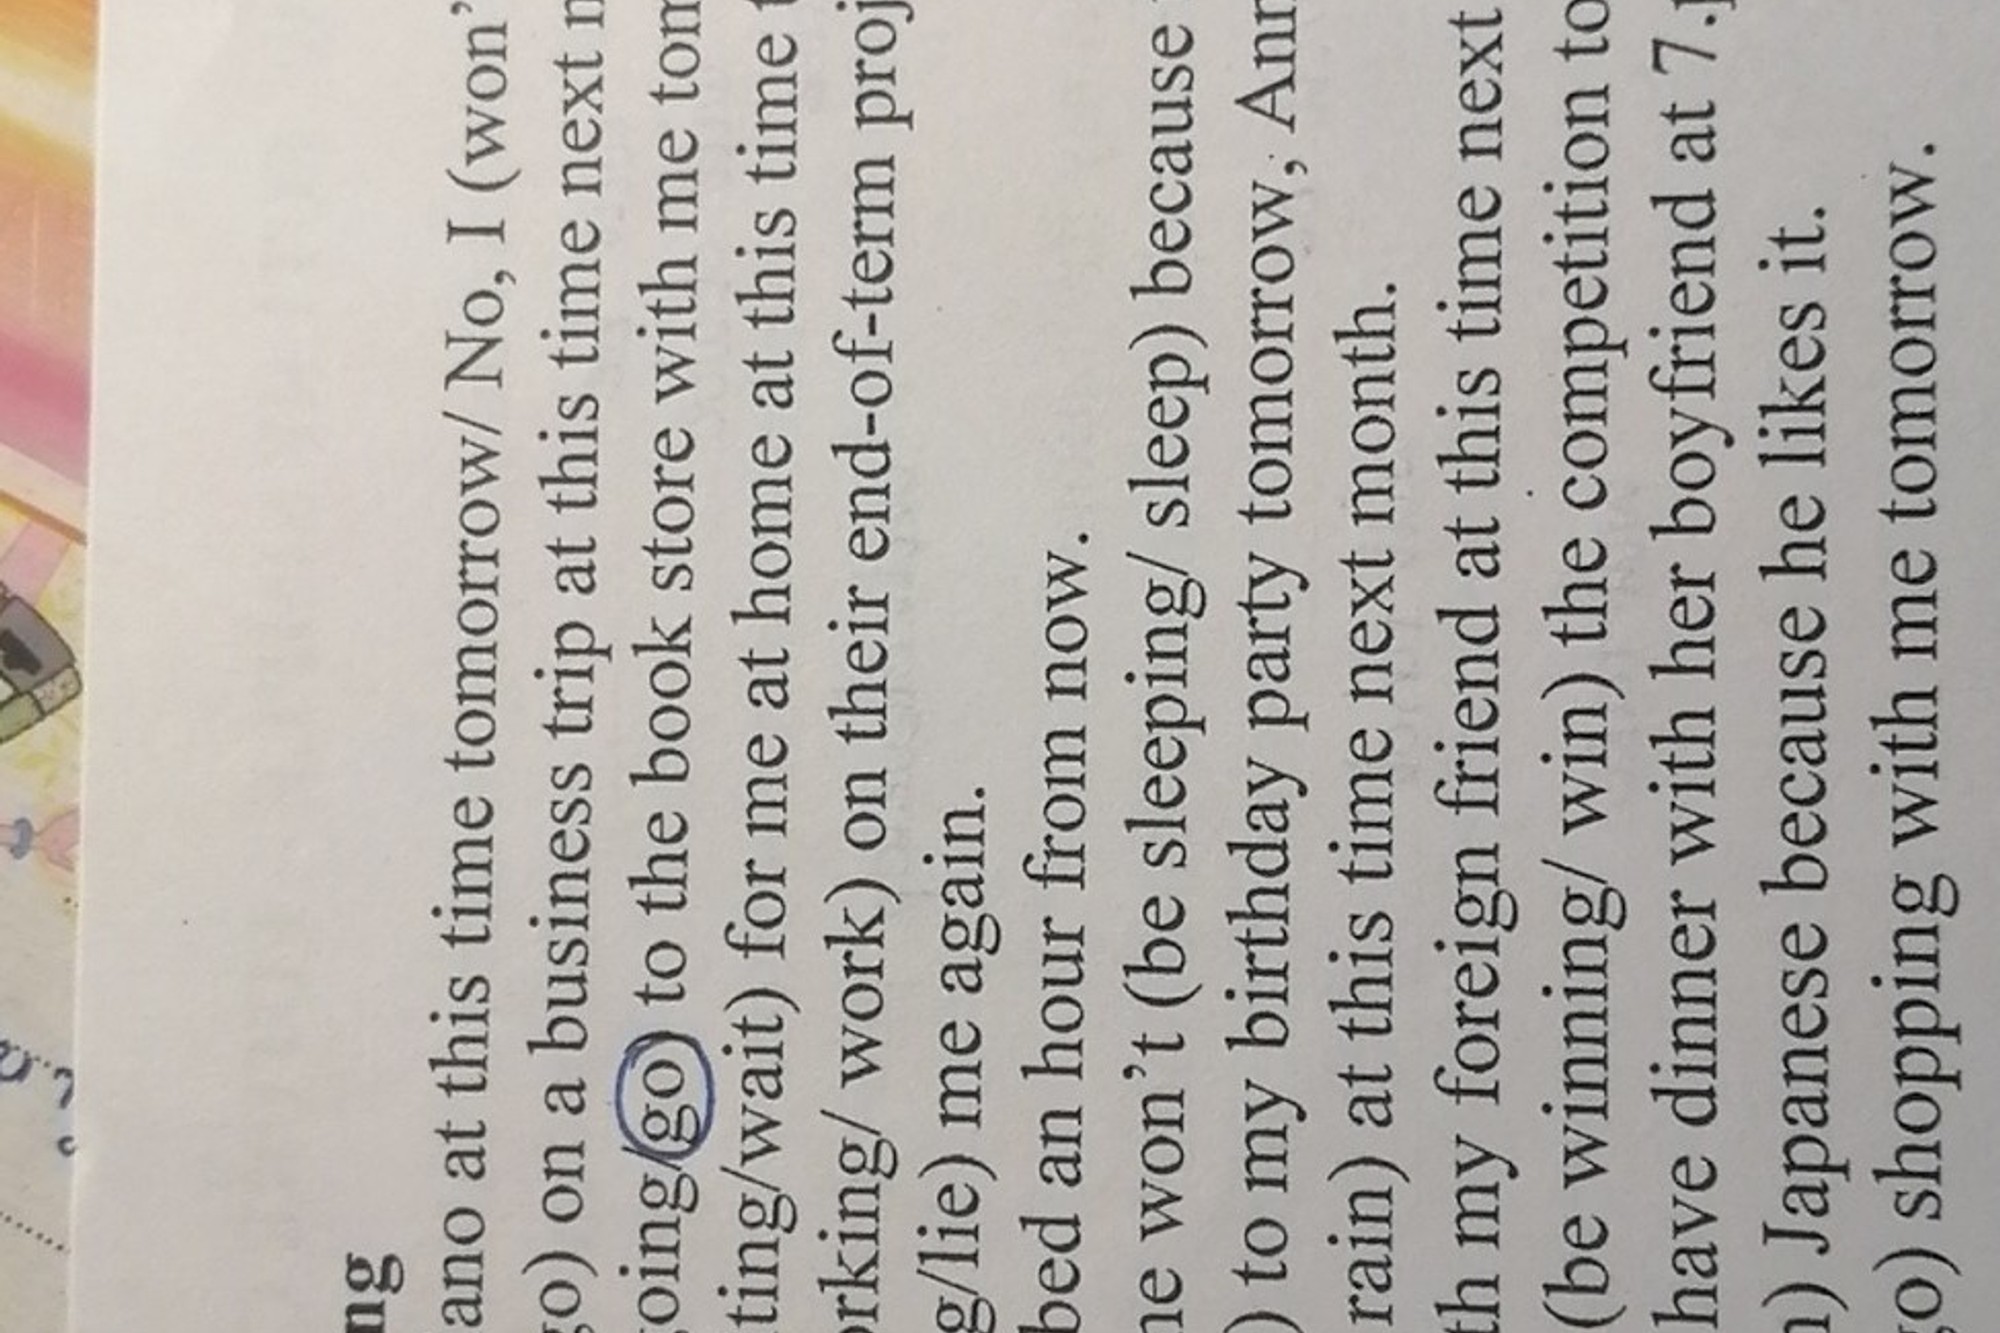 ng
ano at this time tomorrow/ No, I (won'
go) on a business trip at this time next
oing/go) to the book store with me tom
ting/wait) for me at home at this time t
orking/ work) on their end-of-term proj
g/lie) me again.
bed an hour from now.
ne won't (be sleeping/ sleep) because
) to my birthday party tomorrow, Ann
rain) at this time next month.
th my foreign friend at this time next
(be winning/ win) the competition to
have dinner with her boyfriend at 7.p
n) Japanese because he likes it.
go) shopping with me tomorrow.